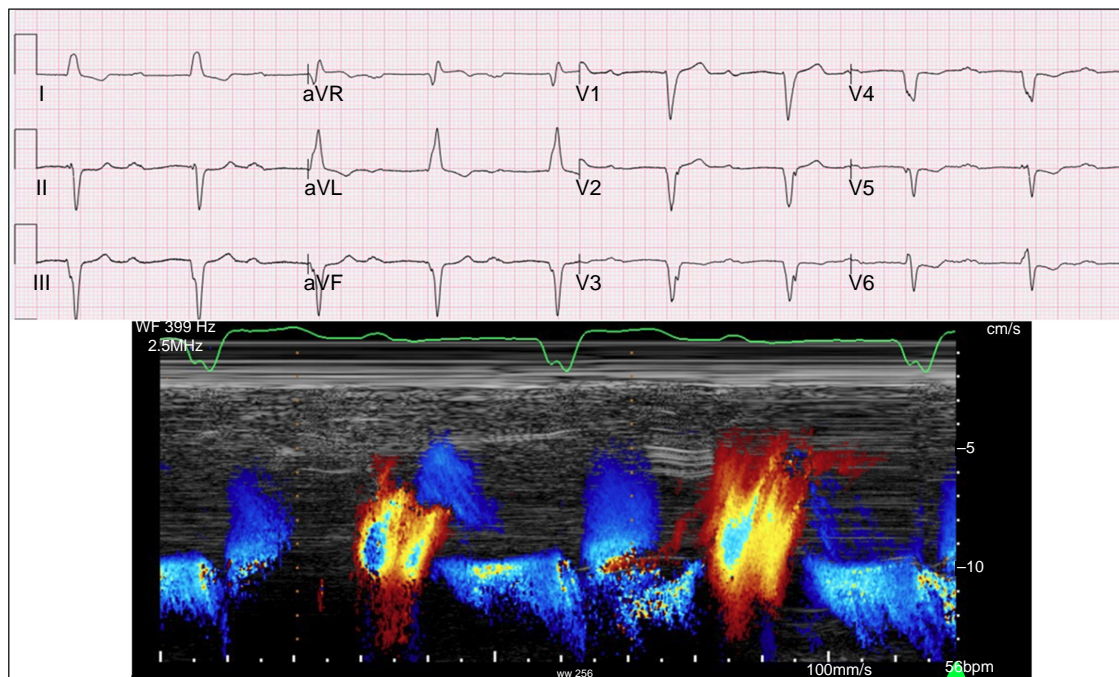 I aVR V1 V4
II aVL V2 V5
III aVF V3 V6
WF 399 Hz cm/s
2.5MHz
–5
–10
100mm/s 56bpm
ww 256